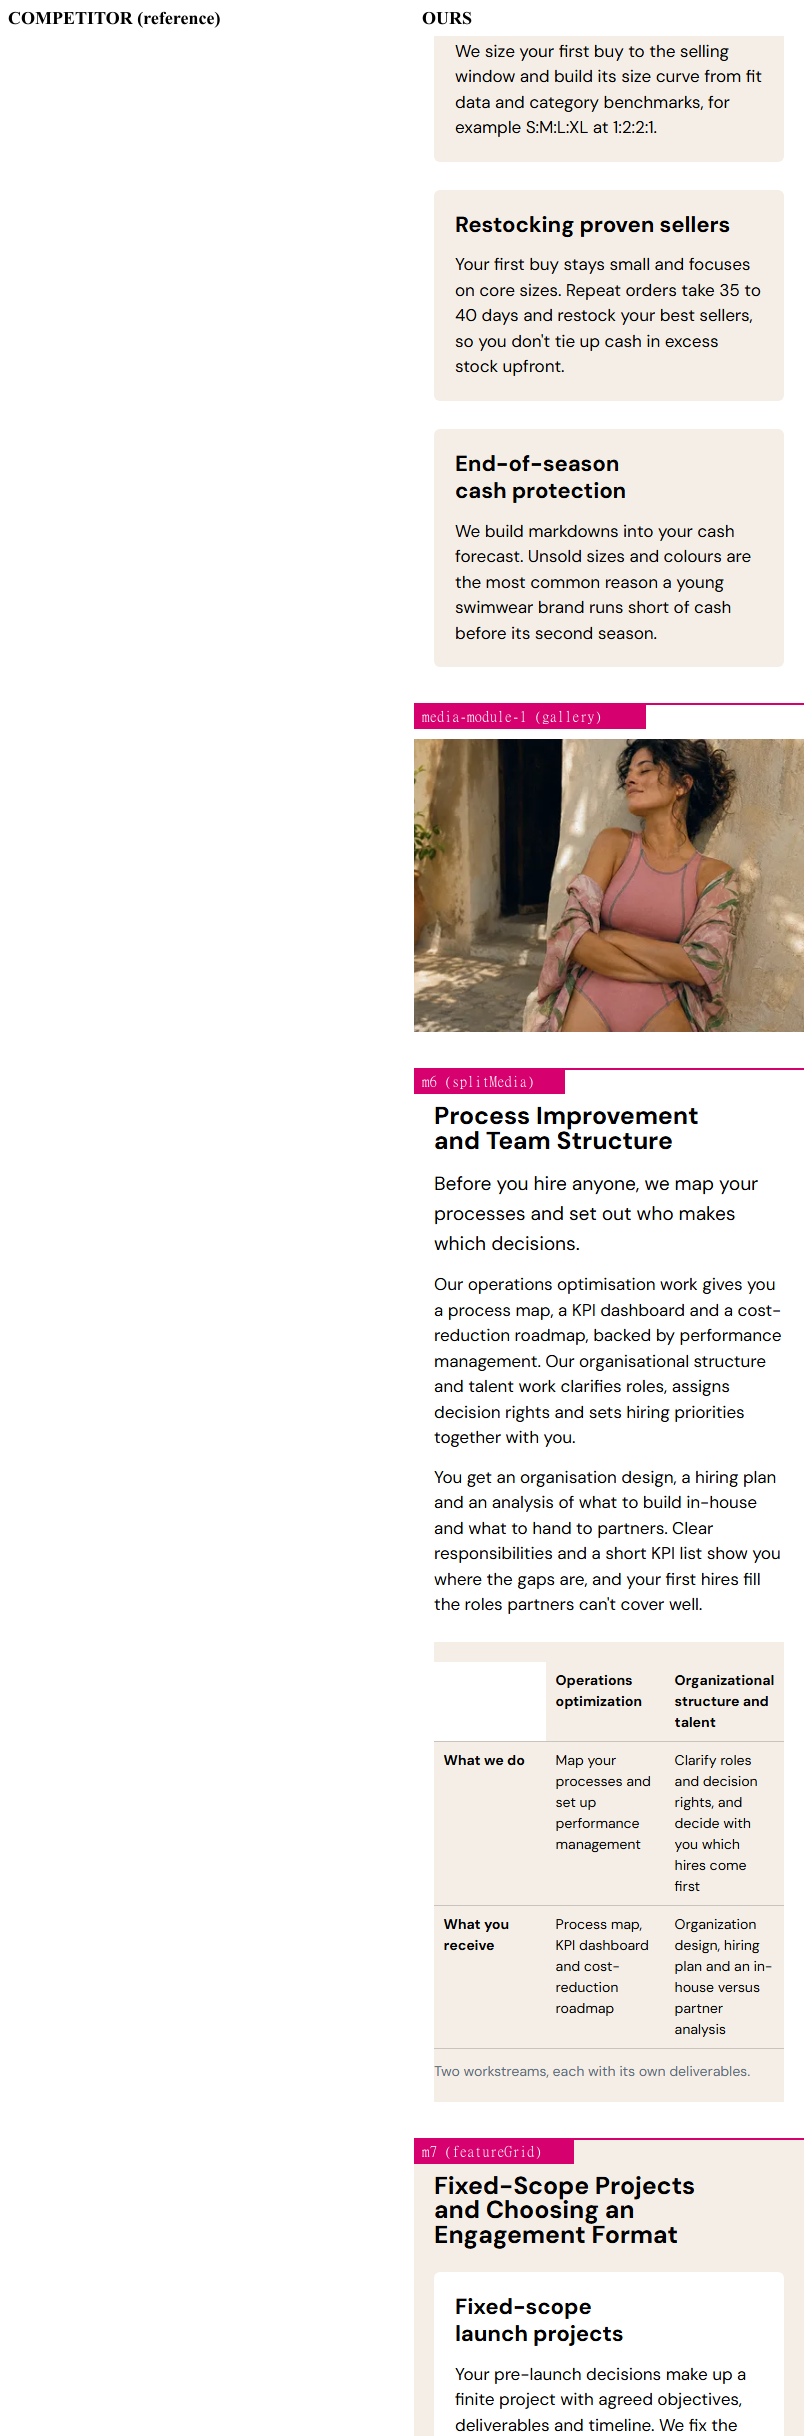 COMPETITOR (reference)
OURS
We size your first buy to the selling
window and build its size curve from fit
data and category benchmarks, for
example S:M:L:XL at 1:2:2:1.
Restocking proven sellers
Your first buy stays small and focuses
on core sizes. Repeat orders take 35 to
40 days and restock your best sellers,
so you don't tie up cash in excess
stock upfront.
End-of-season
cash protection
We build markdowns into your cash
forecast. Unsold sizes and colours are
the most common reason a young
swimwear brand runs short of cash
before its second season.
media-module-1 (gallery)
m6 (splitMedia)
Process Improvement
and Team Structure
Before you hire anyone, we map your
processes and set out who makes
which decisions.
Our operations optimisation work gives you
a process map, a KPI dashboard and a cost-
reduction roadmap, backed by performance
management. Our organisational structure
and talent work clarifies roles, assigns
decision rights and sets hiring priorities
together with you.
You get an organisation design, a hiring plan
and an analysis of what to build in-house
and what to hand to partners. Clear
responsibilities and a short KPI list show you
where the gaps are, and your first hires fill
the roles partners can't cover well.
Operations
optimization
Organizational
structure and
talent
What we do
Map your
processes and
set up
performance
management
Clarify roles
and decision
rights, and
decide with
you which
hires come
first
What you
receive
Process map,
KPI dashboard
and cost-
reduction
roadmap
Organization
design, hiring
plan and an in-
house versus
partner
analysis
Two workstreams, each with its own deliverables.
m7 (featureGrid)
Fixed-Scope Projects
and Choosing an
Engagement Format
Fixed-scope
launch projects
Your pre-launch decisions make up a
finite project with agreed objectives,
deliverables and timeline. We fix the